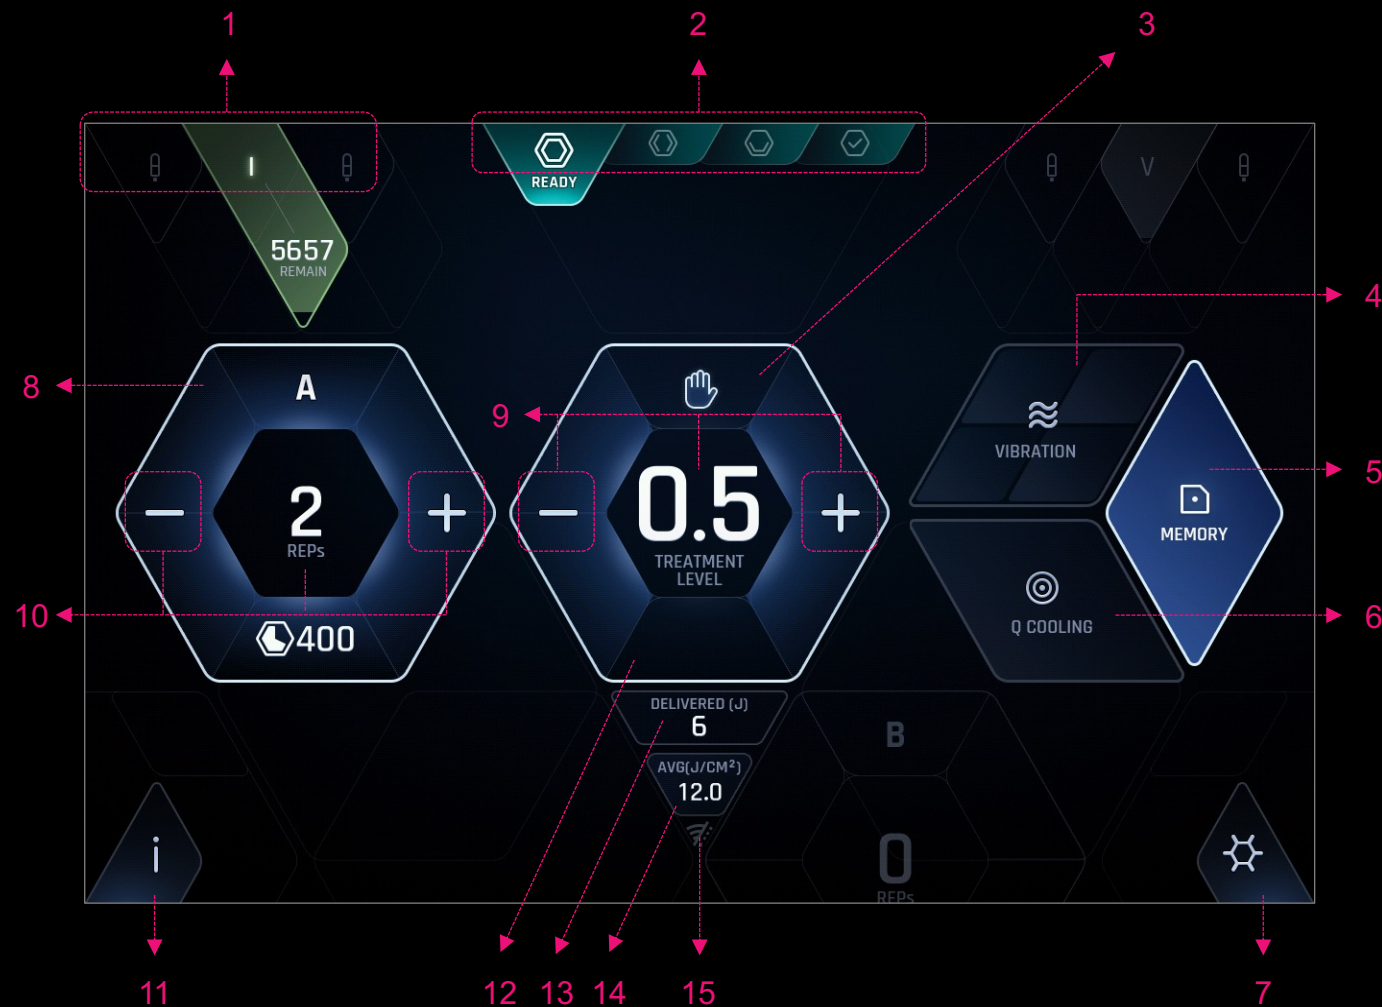 1
2
3
I
V
READY
5657
REMAIN
4
8
A
9
VIBRATION
5
2
REPs
0.5
TREATMENT
LEVEL
MEMORY
10
400
Q COOLING
6
DELIVERED (J)
6
B
AVG(J/CM²)
12.0
i
0
REPs
11
12
13
14
15
7